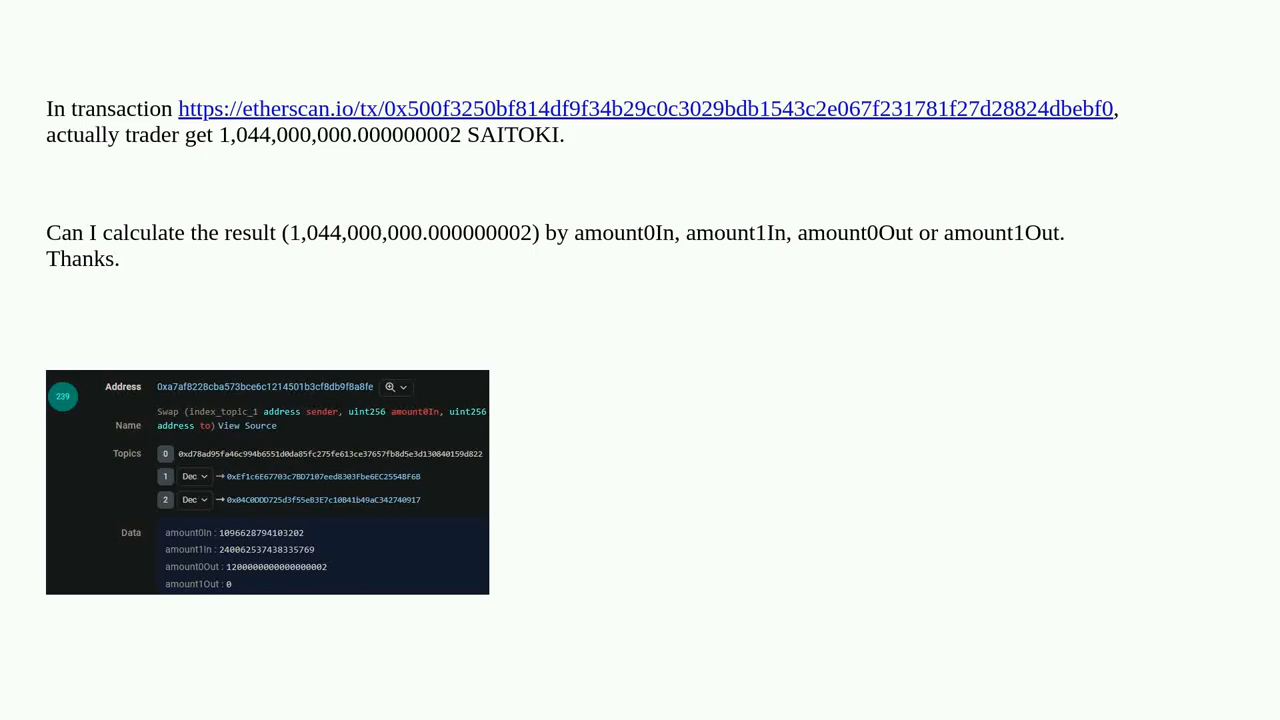 In transaction https://etherscan.io/tx/0x500f3250bf814df9f34b29c0c3029bdb1543c2e067f231781f27d28824dbebf0,
actually trader get 1,044,000,000.000000002 SAITOKI.
Can I calculate the result (1,044,000,000.000000002) by amount0In, amount1In, amount0Out or amount1Out.
Thanks.
239
Address 0xa7af8228cba573bce6c1214501b3cf8db9f8a8fe
Name Swap (index_topic_1 address sender, uint256 amount0In, uint256
address to) View Source
Topics 0 0xd78ad95fa46c994b6551d0da85fc275fe613ce37657fb8d5e3d130840159d822
1 Dec → 0xEf1c6E67703c7BD7107eed8303Fbe6EC2554BF6B
2 Dec → 0x04C0DDD725d3f55eB3E7c10B41b49aC342740917
Data amount0In : 1096628794103202
amount1In : 240062537438335769
amount0Out : 1200000000000000002
amount1Out : 0